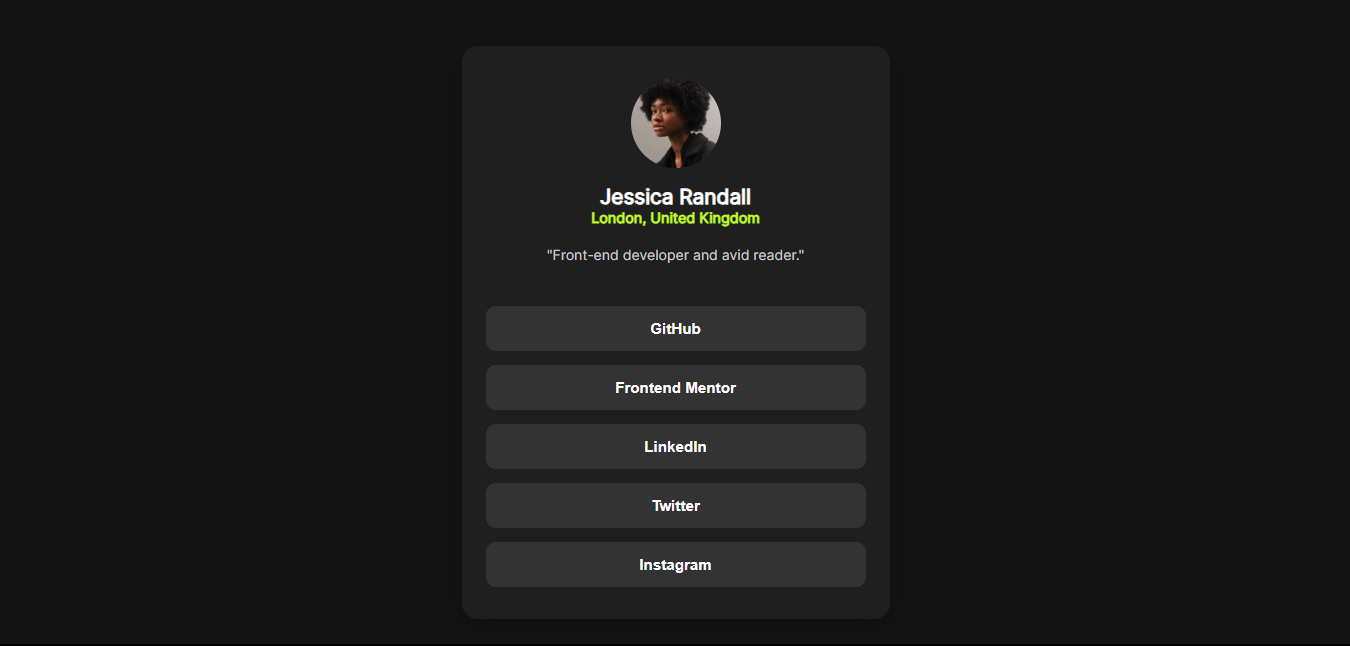 Jessica Randall
London, United Kingdom
"Front-end developer and avid reader."
GitHub
Frontend Mentor
LinkedIn
Twitter
Instagram